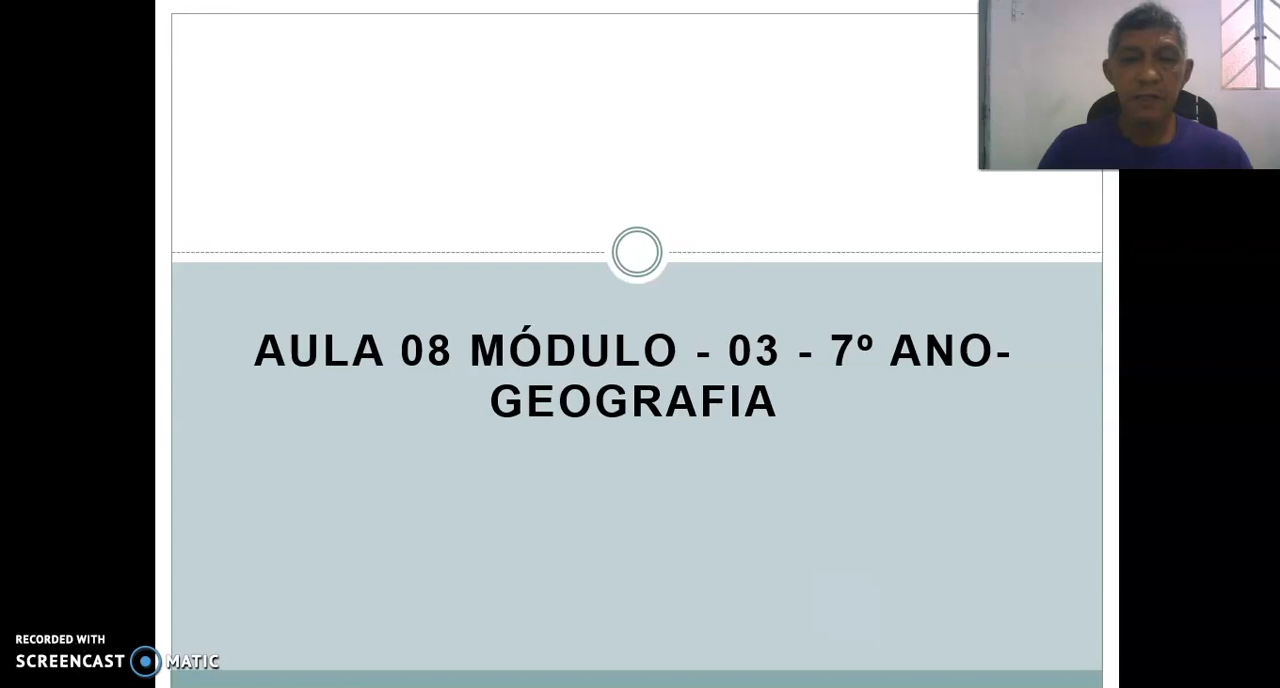 AULA 08 MÓDULO - 03 - 7º ANO-
GEOGRAFIA
RECORDED WITH
SCREENCAST MATIC